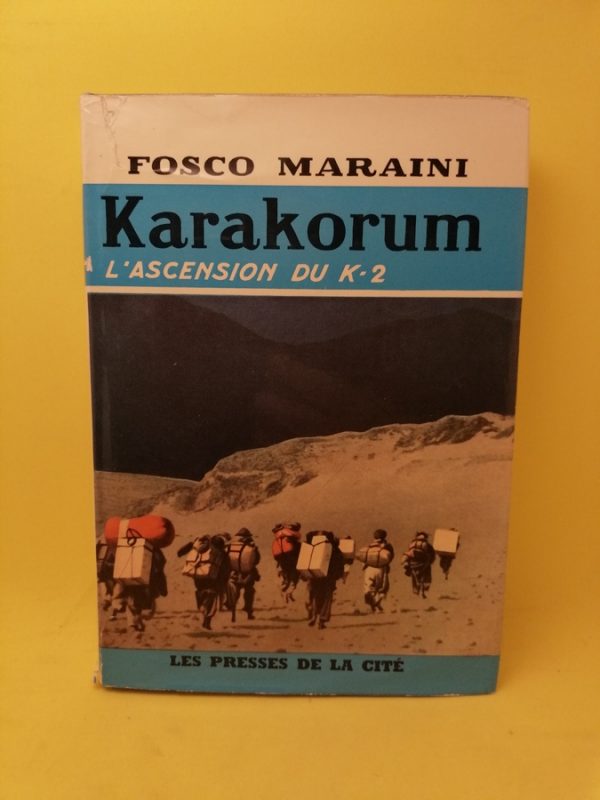 FOSCO MARAINI
Karakorum
L'ASCENSION DU K-2
LES PRESSES DE LA CITÉ